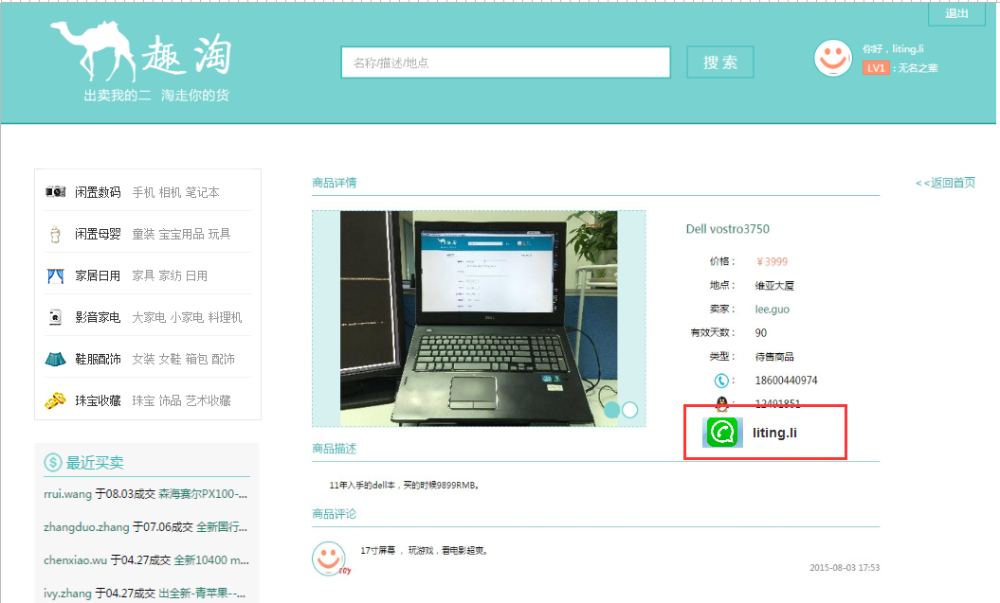 退出
趣淘
出卖我的二 淘走你的货
名称/描述/地点
搜 索
你好，liting.li
LV1：无名之辈
闲置数码 手机 相机 笔记本
闲置母婴 童装 宝宝用品 玩具
家居日用 家具 家纺 日用
影音家电 大家电 小家电 料理机
鞋服配饰 女装 女鞋 箱包 配饰
珠宝收藏 珠宝 饰品 艺术收藏
最近买卖
rrui.wang 于08.03成交 森海赛尔PX100-...
zhangduo.zhang 于07.06成交 全新国行...
chenxiao.wu 于04.27成交 全新10400 m...
ivy.zhang 于04.27成交 出全新-青苹果--...
商品详情
<<返回首页
Dell vostro3750
价格： ￥3999
地点： 维亚大厦
卖家： lee.guo
有效天数： 90
类型： 待售商品
： 18600440974
： 12491851
liting.li
商品描述
11年入手的dell本，买的时候9899RMB。
商品评论
17寸屏幕 ， 玩游戏，看电影超爽。
2015-08-03 17:53